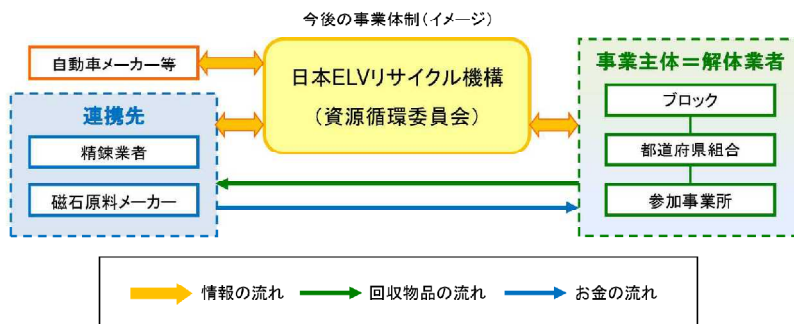 今後の事業体制(イメージ)
自動車メーカー等
日本ELVリサイクル機構
(資源循環委員会)
連携先
精錬業者
磁石原料メーカー
事業主体=解体業者
ブロック
都道府県組合
参加事業所
情報の流れ
回収物品の流れ
お金の流れ